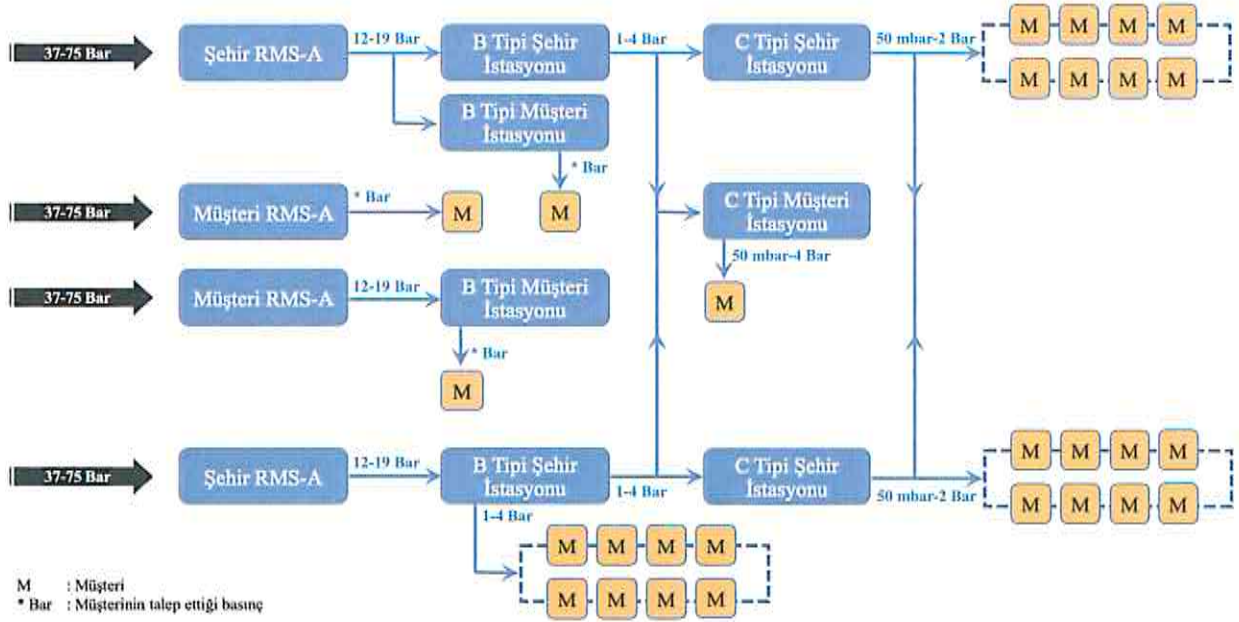 37-75 Bar
Şehir RMS-A
12-19 Bar
B Tipi Şehir
İstasyonu
1-4 Bar
C Tipi Şehir
İstasyonu
50 mbar-2 Bar
M M M M
M M M M
B Tipi Müşteri
İstasyonu
* Bar
M
37-75 Bar
Müşteri RMS-A
* Bar
M
C Tipi Müşteri
İstasyonu
50 mbar-4 Bar
M
37-75 Bar
Müşteri RMS-A
12-19 Bar
B Tipi Müşteri
İstasyonu
* Bar
M
37-75 Bar
Şehir RMS-A
12-19 Bar
B Tipi Şehir
İstasyonu
1-4 Bar
C Tipi Şehir
İstasyonu
50 mbar-2 Bar
M M M M
M M M M
1-4 Bar
M M M M
M M M M
M : Müşteri
* Bar : Müşterinin talep ettiği basınç